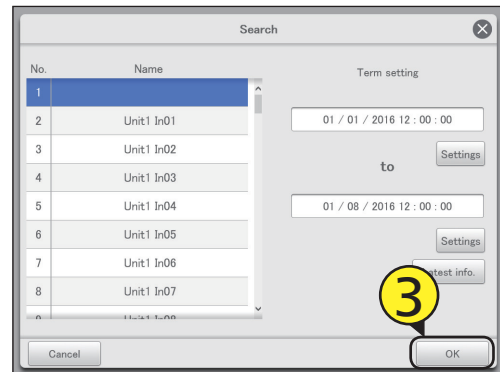 Search
No. Name
1
2 Unit1 In01
3 Unit1 In02
4 Unit1 In03
5 Unit1 In04
6 Unit1 In05
7 Unit1 In06
8 Unit1 In07
Term setting
01 / 01 / 2016 12 : 00 : 00
Settings
to
01 / 08 / 2016 12 : 00 : 00
Settings
info.
3
Cancel
OK